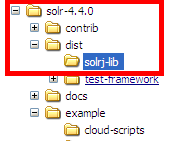 solr-4.4.0
contrib
dist
solrj-lib
test-framework
docs
example
cloud-scripts